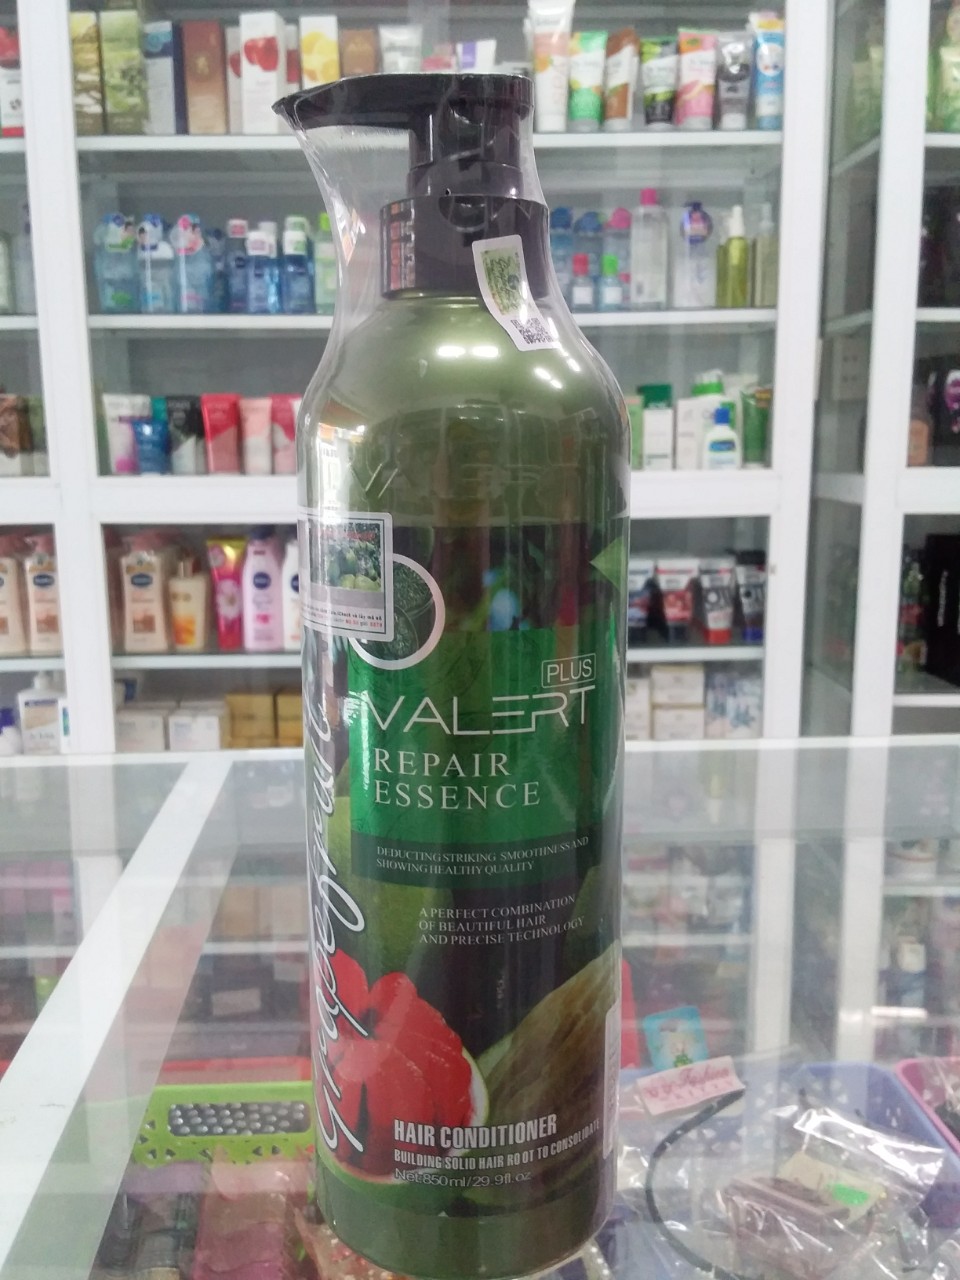 PLUS
VALERT
REPAIR
ESSENCE
DEDUCTING STRIKING SMOOTHNESS AND
SHOWING HEALTHY QUALITY
A PERFECT COMBINATION
OF BEAUTIFUL HAIR
AND PRECISE TECHNOLOGY
Grapefruit
HAIR CONDITIONER
BUILDING SOLID HAIR ROOT TO CONSOLIDATE
Net:850ml/29.9fl.oz